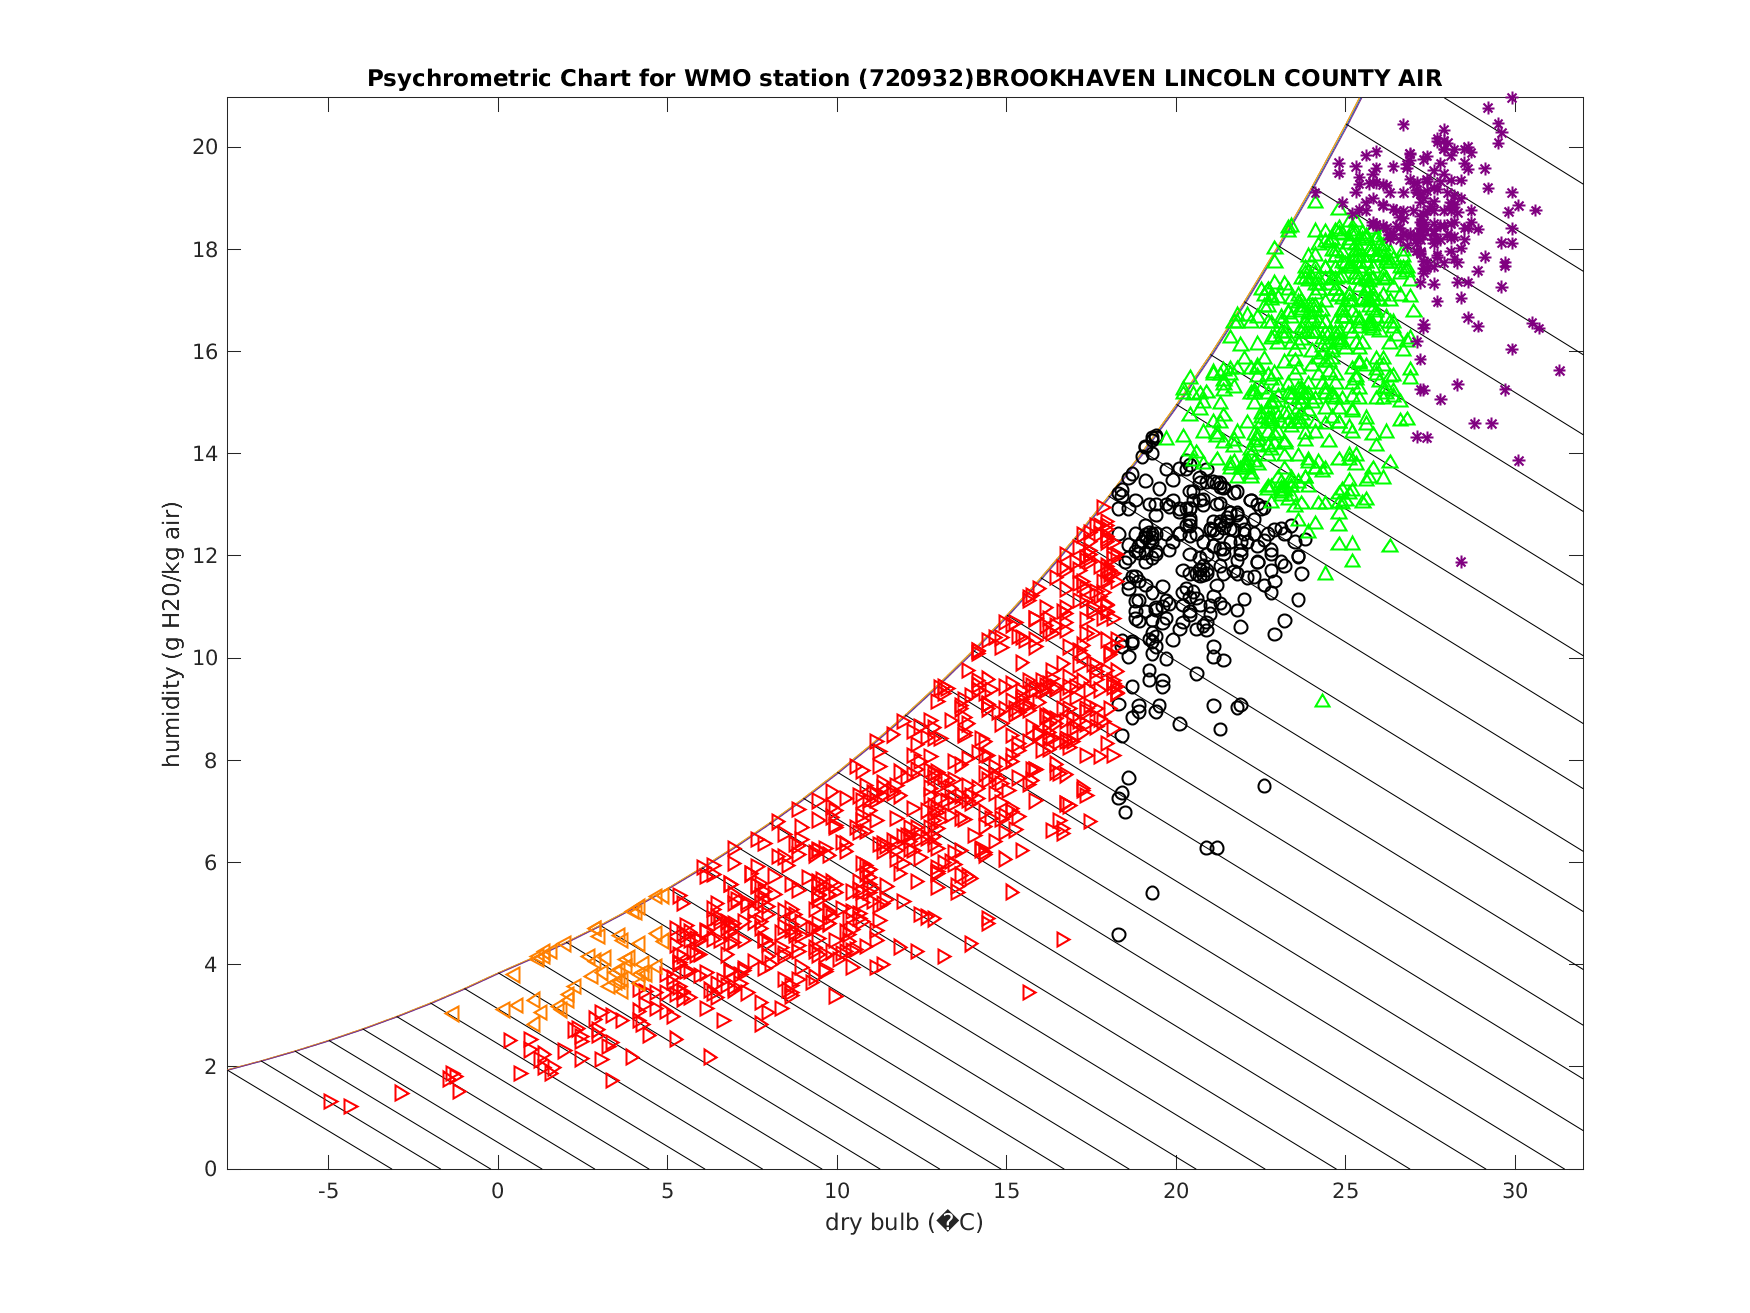 Psychrometric Chart for WMO station (720932)BROOKHAVEN LINCOLN COUNTY AIR
20
18
16
14
12
10
8
6
4
2
0
humidity (g H20/kg air)
-5 0 5 10 15 20 25 30
dry bulb (�C)